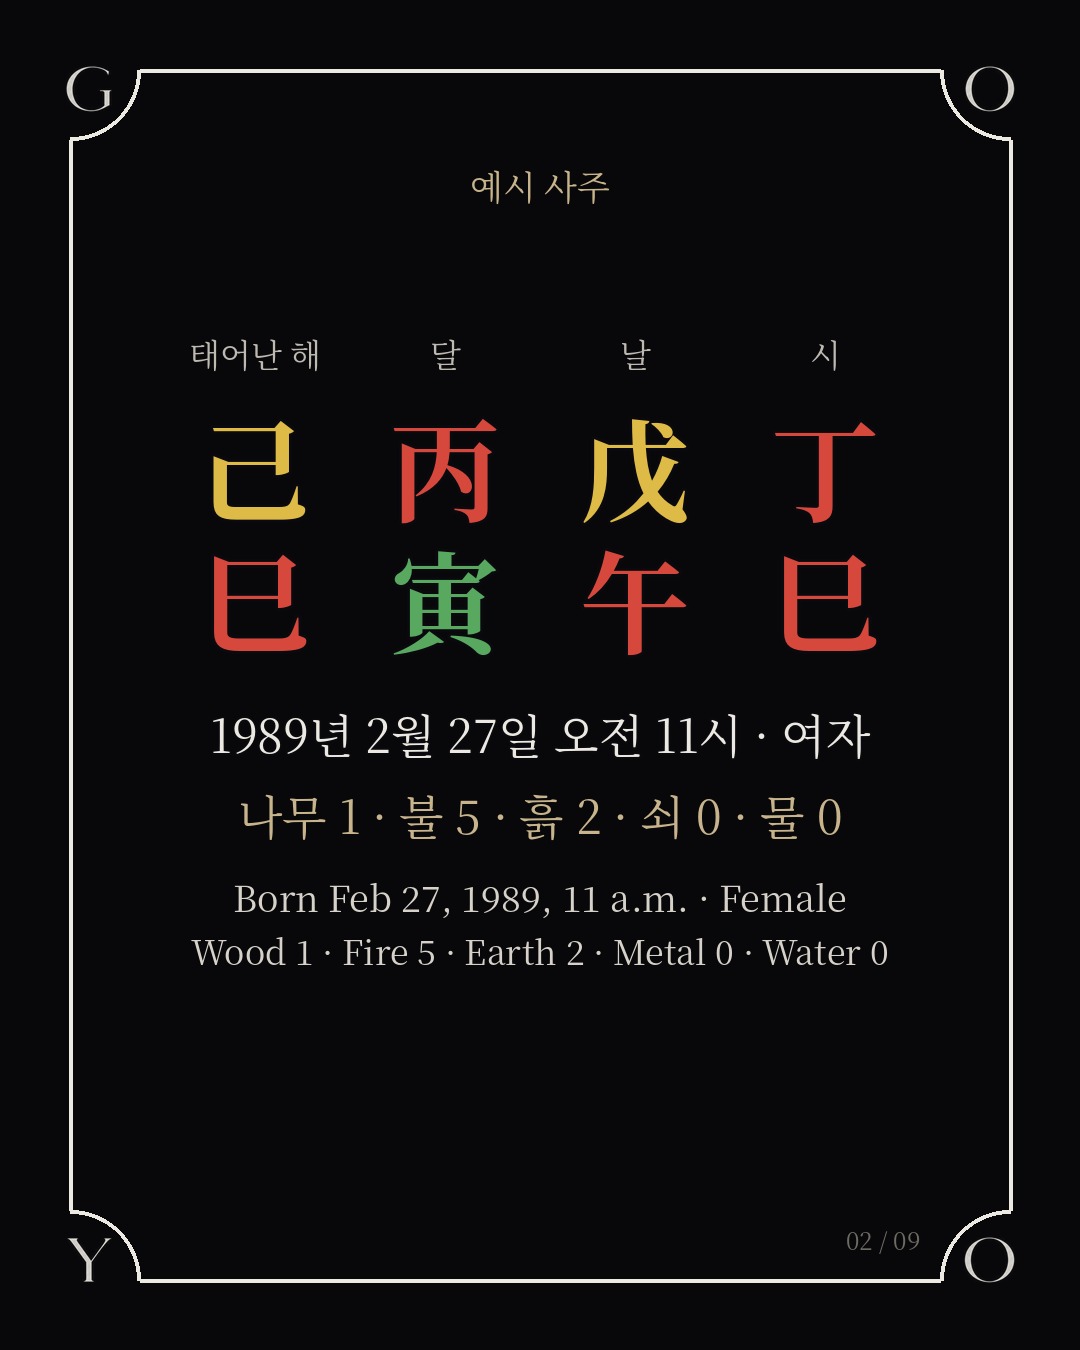 G O
예시 사주
태어난 해 달 날 시
己 丙 戊 丁
巳 寅 午 巳
1989년 2월 27일 오전 11시 · 여자
나무 1 · 불 5 · 흙 2 · 쇠 0 · 물 0
Born Feb 27, 1989, 11 a.m. · Female
Wood 1 · Fire 5 · Earth 2 · Metal 0 · Water 0
02 / 09
Y O